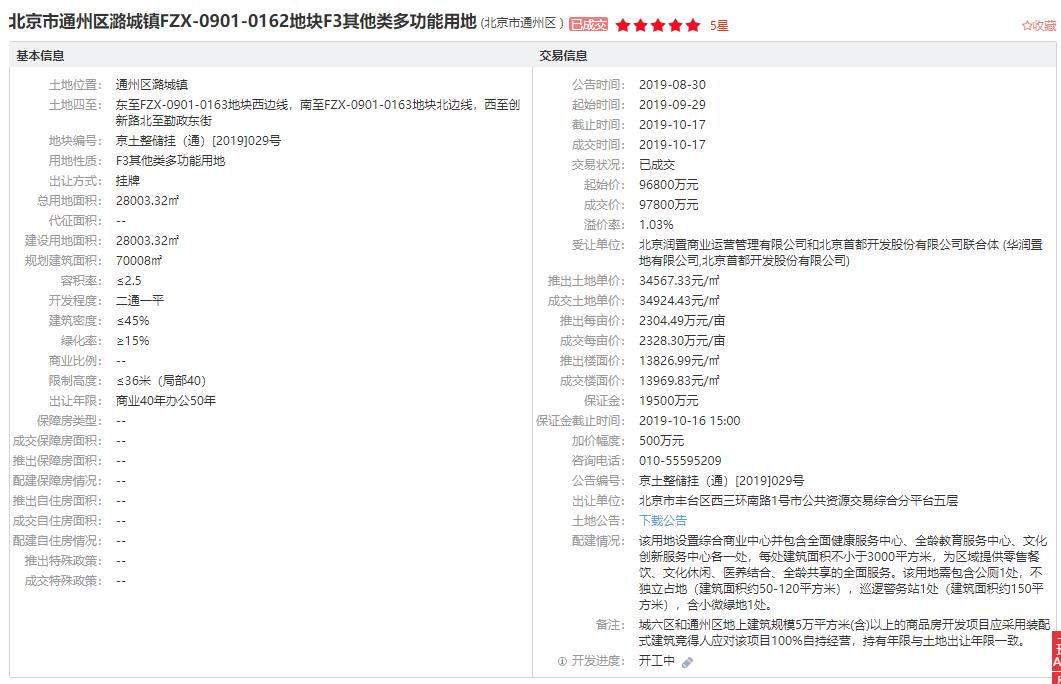 北京市通州区潞城镇FZX-0901-0162地块F3其他类多功能用地 (北京市通州区 ) 已成交 5星 ☆收藏
基本信息
土地位置： 通州区潞城镇
土地四至： 东至FZX-0901-0163地块西边线，南至FZX-0901-0163地块北边线，西至创
新路北至勤政东街
地块编号： 京土整储挂（通）[2019]029号
用地性质： F3其他类多功能用地
出让方式： 挂牌
总用地面积： 28003.32㎡
代征面积： --
建设用地面积： 28003.32㎡
规划建筑面积： 70008㎡
容积率： ≤2.5
开发程度： 二通一平
建筑密度： ≤45%
绿化率： ≥15%
商业比例： --
限制高度： ≤36米（局部40）
出让年限： 商业40年办公50年
保障房类型： --
成交保障房面积： --
推出保障房面积： --
配建保障房情况： --
推出自住房面积： --
成交自住房面积： --
配建自住房情况： --
推出特殊政策： --
成交特殊政策： --
交易信息
公告时间： 2019-08-30
起始时间： 2019-09-29
截止时间： 2019-10-17
成交时间： 2019-10-17
交易状况： 已成交
起始价： 96800万元
成交价： 97800万元
溢价率： 1.03%
受让单位： 北京润置商业运营管理有限公司和北京首都开发股份有限公司联合体 (华润置
地有限公司,北京首都开发股份有限公司)
推出土地单价： 34567.33元/㎡
成交土地单价： 34924.43元/㎡
推出每亩价： 2304.49万元/亩
成交每亩价： 2328.30万元/亩
推出楼面价： 13826.99元/㎡
成交楼面价： 13969.83元/㎡
保证金： 19500万元
保证金截止时间： 2019-10-16 15:00
加价幅度： 500万元
咨询电话： 010-55595209
公告编号： 京土整储挂（通）[2019]029号
出让单位： 北京市丰台区西三环南路1号市公共资源交易综合分平台五层
土地公告： 下载公告
配建情况： 该用地设置综合商业中心并包含全面健康服务中心、全龄教育服务中心、文化
创新服务中心各一处，每处建筑面积不小于3000平方米，为区域提供零售餐
饮、文化休闲、医养结合、全龄共享的全面服务。该用地需包含公厕1处，不
独立占地（建筑面积约50-120平方米），巡逻警务站1处（建筑面积约150平
方米），含小微绿地1个。
备注： 城六区和通州区地上建筑规模5万平方米(含)以上的商品房开发项目应采用装配
式建筑竞得人应对该项目100%自持经营，持有年限与土地出让年限一致。
开发进度： 开工中